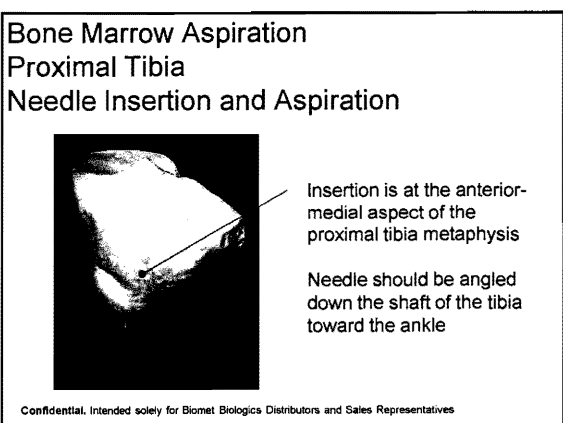 Bone Marrow Aspiration
Proximal Tibia
Needle Insertion and Aspiration
Insertion is at the anterior-
medial aspect of the
proximal tibia metaphysis
Needle should be angled
down the shaft of the tibia
toward the ankle
Confidential. Intended solely for Biomet Biologics Distributors and Sales Representatives